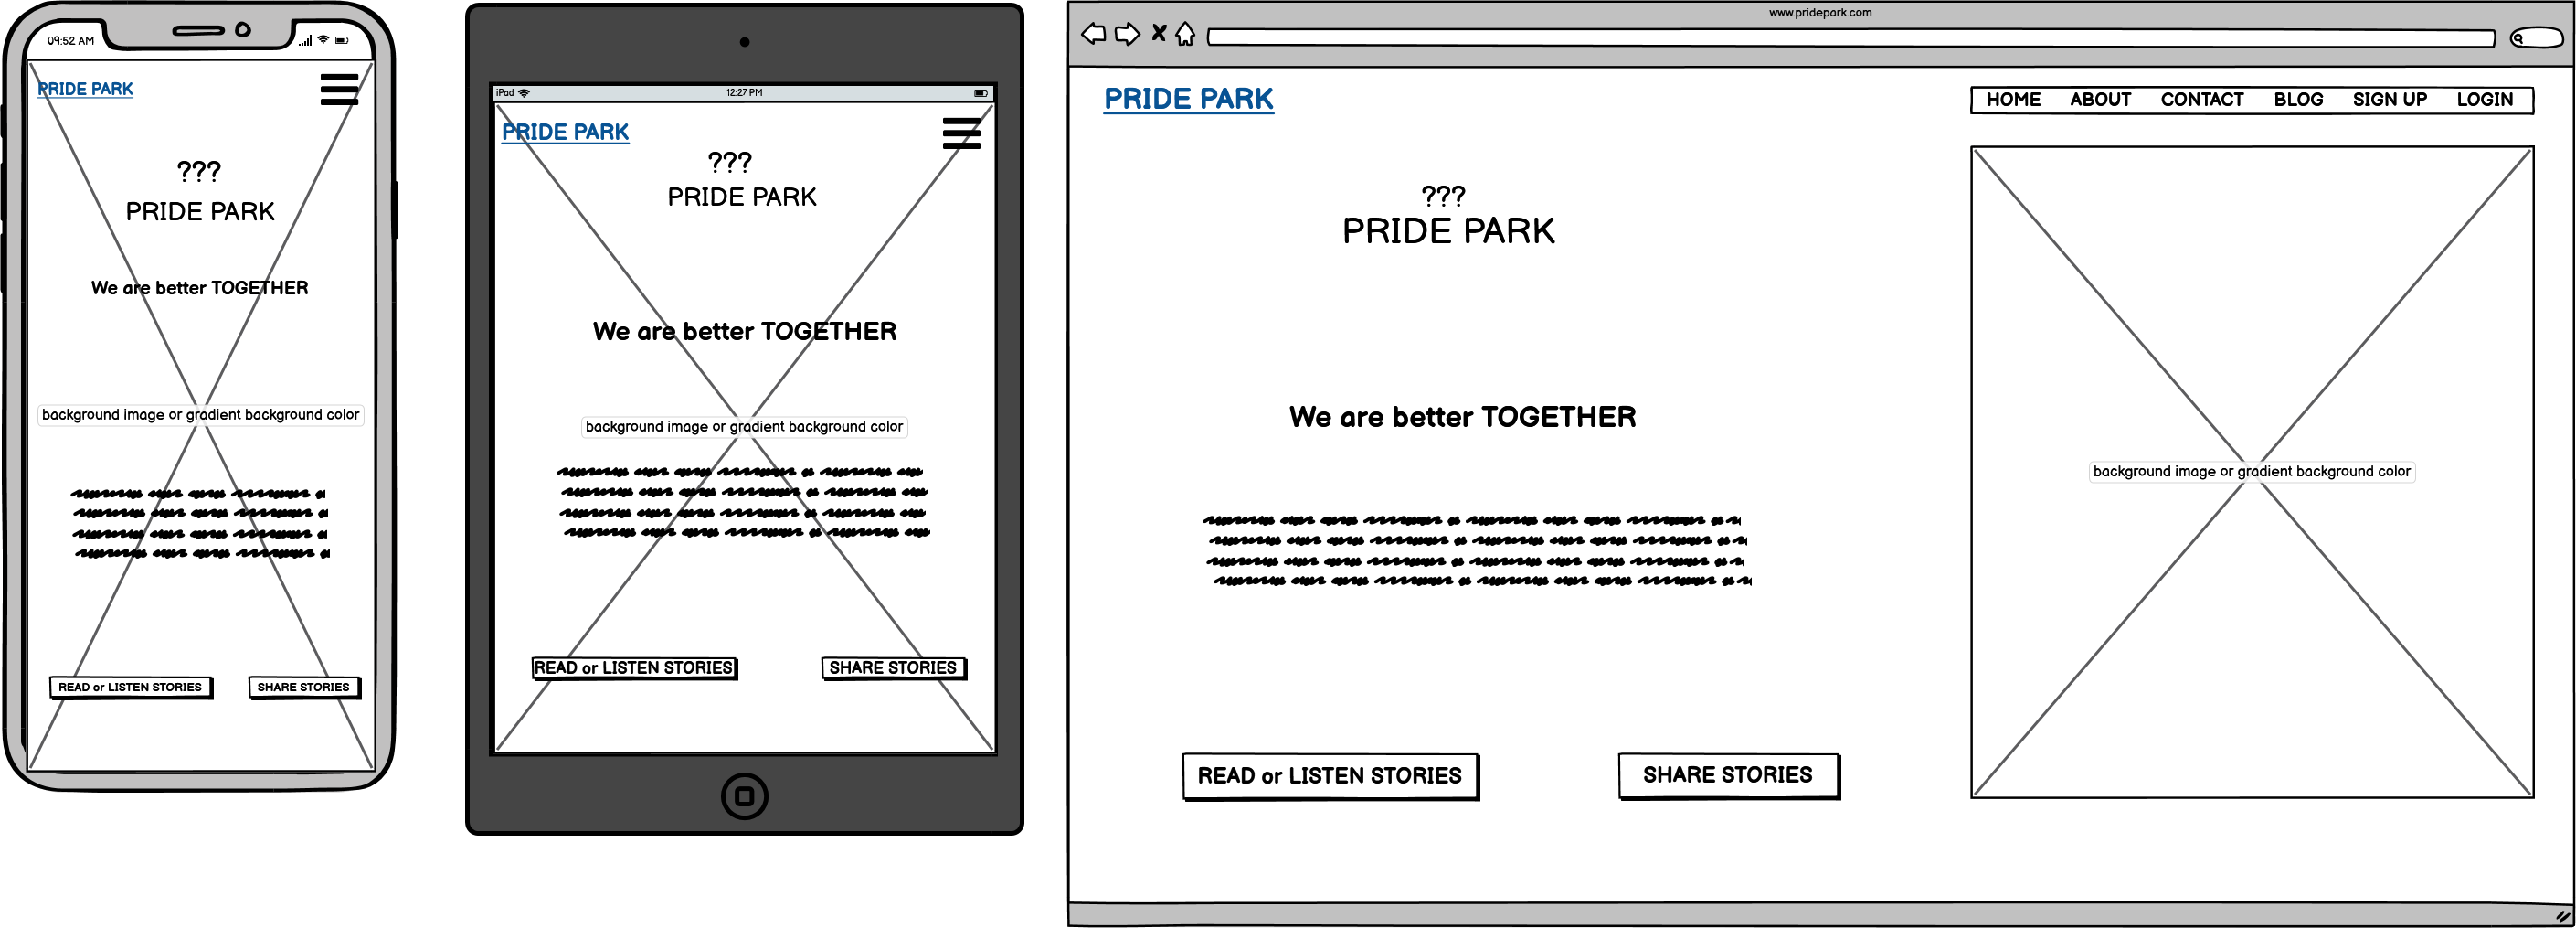 09:52 AM
PRIDE PARK
???
PRIDE PARK
We are better TOGETHER
background image or gradient background color
READ or LISTEN STORIES
SHARE STORIES
iPad
12:27 PM
PRIDE PARK
???
PRIDE PARK
We are better TOGETHER
background image or gradient background color
READ or LISTEN STORIES
SHARE STORIES
www.pridepark.com
PRIDE PARK
HOME ABOUT CONTACT BLOG SIGN UP LOGIN
???
PRIDE PARK
We are better TOGETHER
background image or gradient background color
READ or LISTEN STORIES
SHARE STORIES